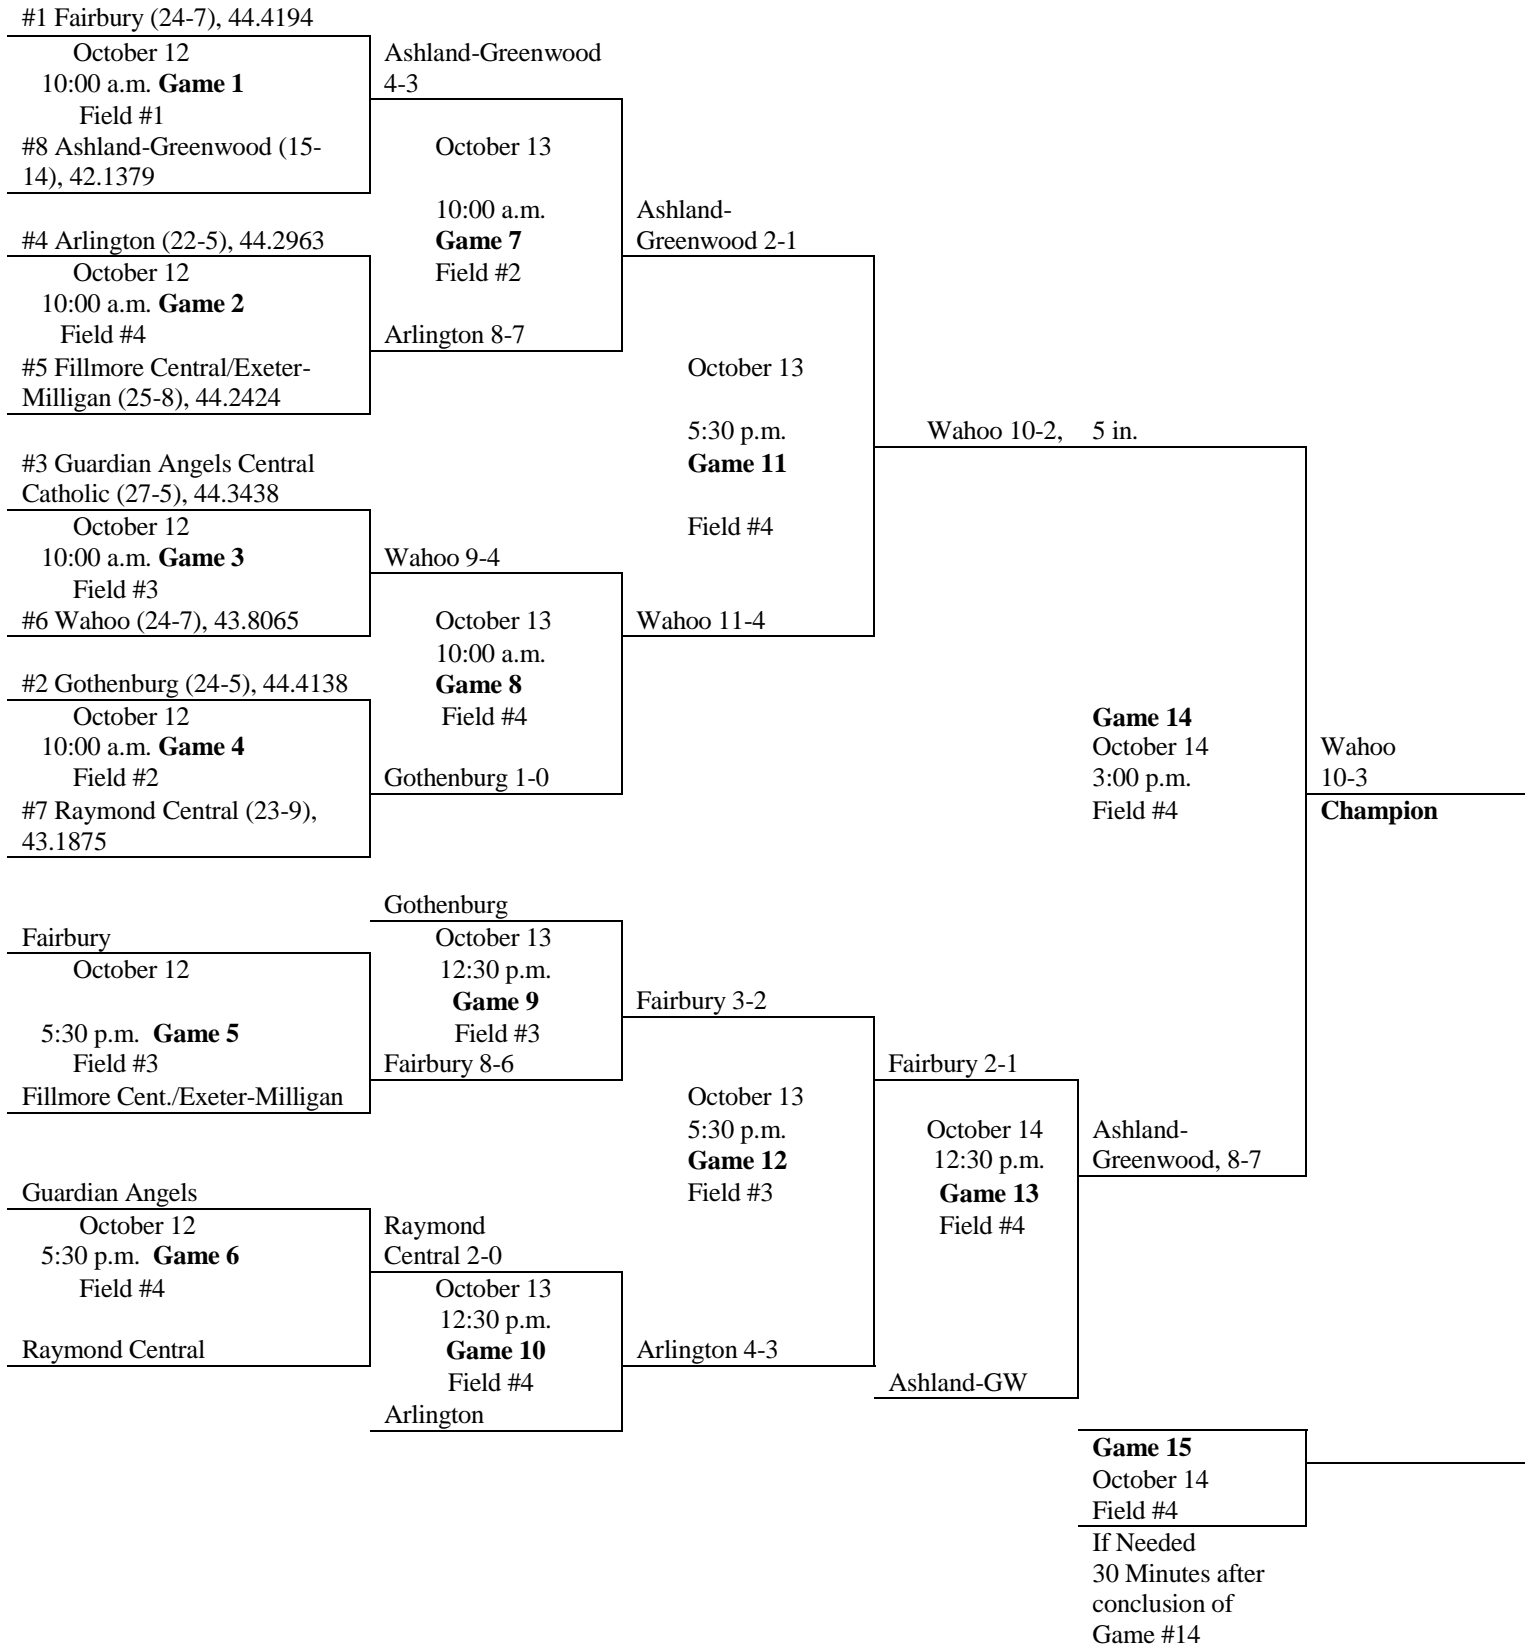 #1 Fairbury (24-7), 44.4194
October 12
10:00 a.m. Game 1
Field #1
#8 Ashland-Greenwood (15-
14), 42.1379
#4 Arlington (22-5), 44.2963
October 12
10:00 a.m. Game 2
Field #4
#5 Fillmore Central/Exeter-
Milligan (25-8), 44.2424
#3 Guardian Angels Central
Catholic (27-5), 44.3438
October 12
10:00 a.m. Game 3
Field #3
#6 Wahoo (24-7), 43.8065
#2 Gothenburg (24-5), 44.4138
October 12
10:00 a.m. Game 4
Field #2
#7 Raymond Central (23-9),
43.1875
Fairbury
October 12
5:30 p.m. Game 5
Field #3
Fillmore Cent./Exeter-Milligan
Guardian Angels
October 12
5:30 p.m. Game 6
Field #4
Raymond Central
Ashland-Greenwood
4-3
October 13
10:00 a.m.
Game 7
Field #2
Arlington 8-7
Wahoo 9-4
October 13
10:00 a.m.
Game 8
Field #4
Gothenburg 1-0
Gothenburg
October 13
12:30 p.m.
Game 9
Field #3
Fairbury 8-6
Raymond
Central 2-0
October 13
12:30 p.m.
Game 10
Field #4
Arlington
Ashland-
Greenwood 2-1
October 13
5:30 p.m.
Game 11
Field #4
Wahoo 11-4
Fairbury 3-2
October 13
5:30 p.m.
Game 12
Field #3
Arlington 4-3
Wahoo 10-2, 5 in.
Fairbury 2-1
October 14
12:30 p.m.
Game 13
Field #4
Ashland-GW
Game 14
October 14
3:00 p.m.
Field #4
Ashland-
Greenwood, 8-7
Wahoo
10-3
Champion
Game 15
October 14
Field #4
If Needed
30 Minutes after
conclusion of
Game #14